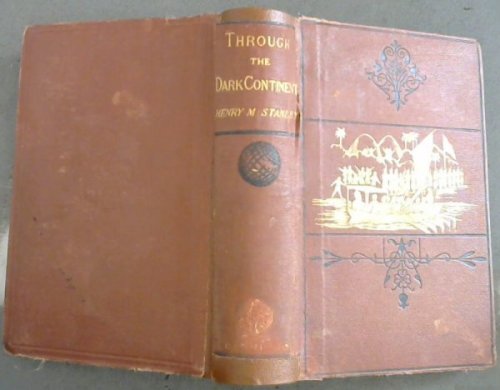 THROUGH
THE
DARK CONTINENT
HENRY M STANLEY